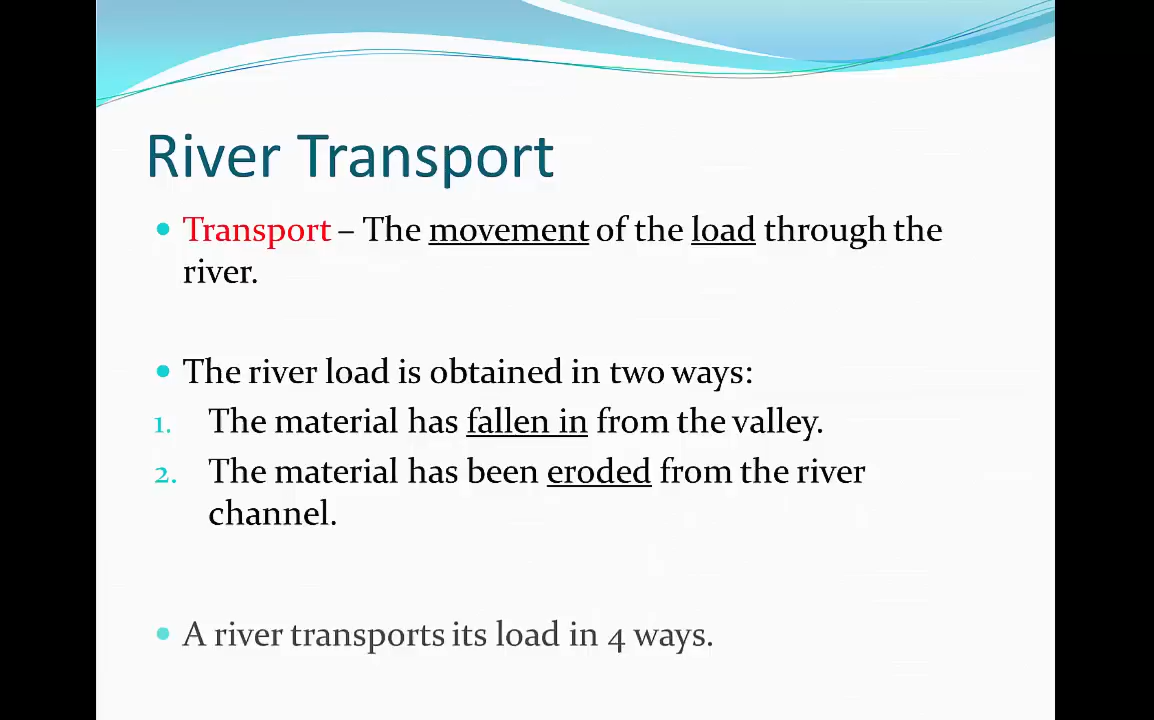 River Transport
• Transport – The movement of the load through the
river.
• The river load is obtained in two ways:
1. The material has fallen in from the valley.
2. The material has been eroded from the river
channel.
• A river transports its load in 4 ways.